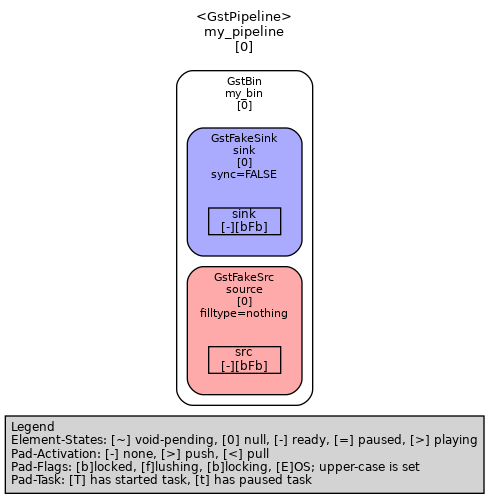 <GstPipeline>
my_pipeline
[0]
GstBin
my_bin
[0]
GstFakeSink
sink
[0]
sync=FALSE
sink
[-][bFb]
GstFakeSrc
source
[0]
filltype=nothing
src
[-][bFb]
Legend
Element-States: [~] void-pending, [0] null, [-] ready, [=] paused, [>] playing
Pad-Activation: [-] none, [>] push, [<] pull
Pad-Flags: [b]locked, [f]lushing, [b]locking, [E]OS; upper-case is set
Pad-Task: [T] has started task, [t] has paused task